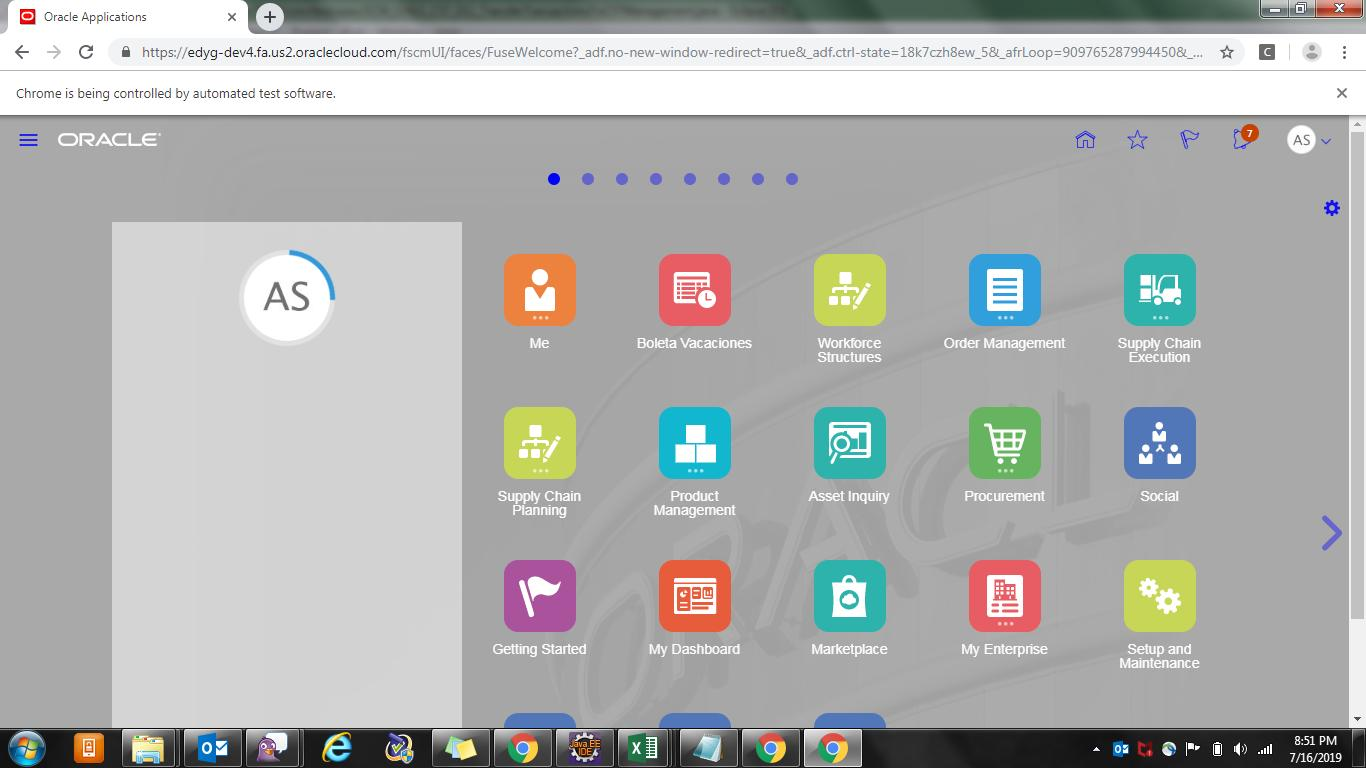 Oracle Applications
https://edyg-dev4.fa.us2.oraclecloud.com/fscmUI/faces/FuseWelcome?_adf.no-new-window-redirect=true&_adf.ctrl-state=18k7czh8ew_5&_afrLoop=909765287994450&_...
C
Chrome is being controlled by automated test software.
ORACLE
7
AS
AS
Me
Boleta Vacaciones
Workforce
Structures
Order Management
Supply Chain
Execution
Supply Chain
Planning
Product
Management
Asset Inquiry
Procurement
Social
Getting Started
My Dashboard
Marketplace
My Enterprise
Setup and
Maintenance
Java EE
IDE
8:51 PM
7/16/2019